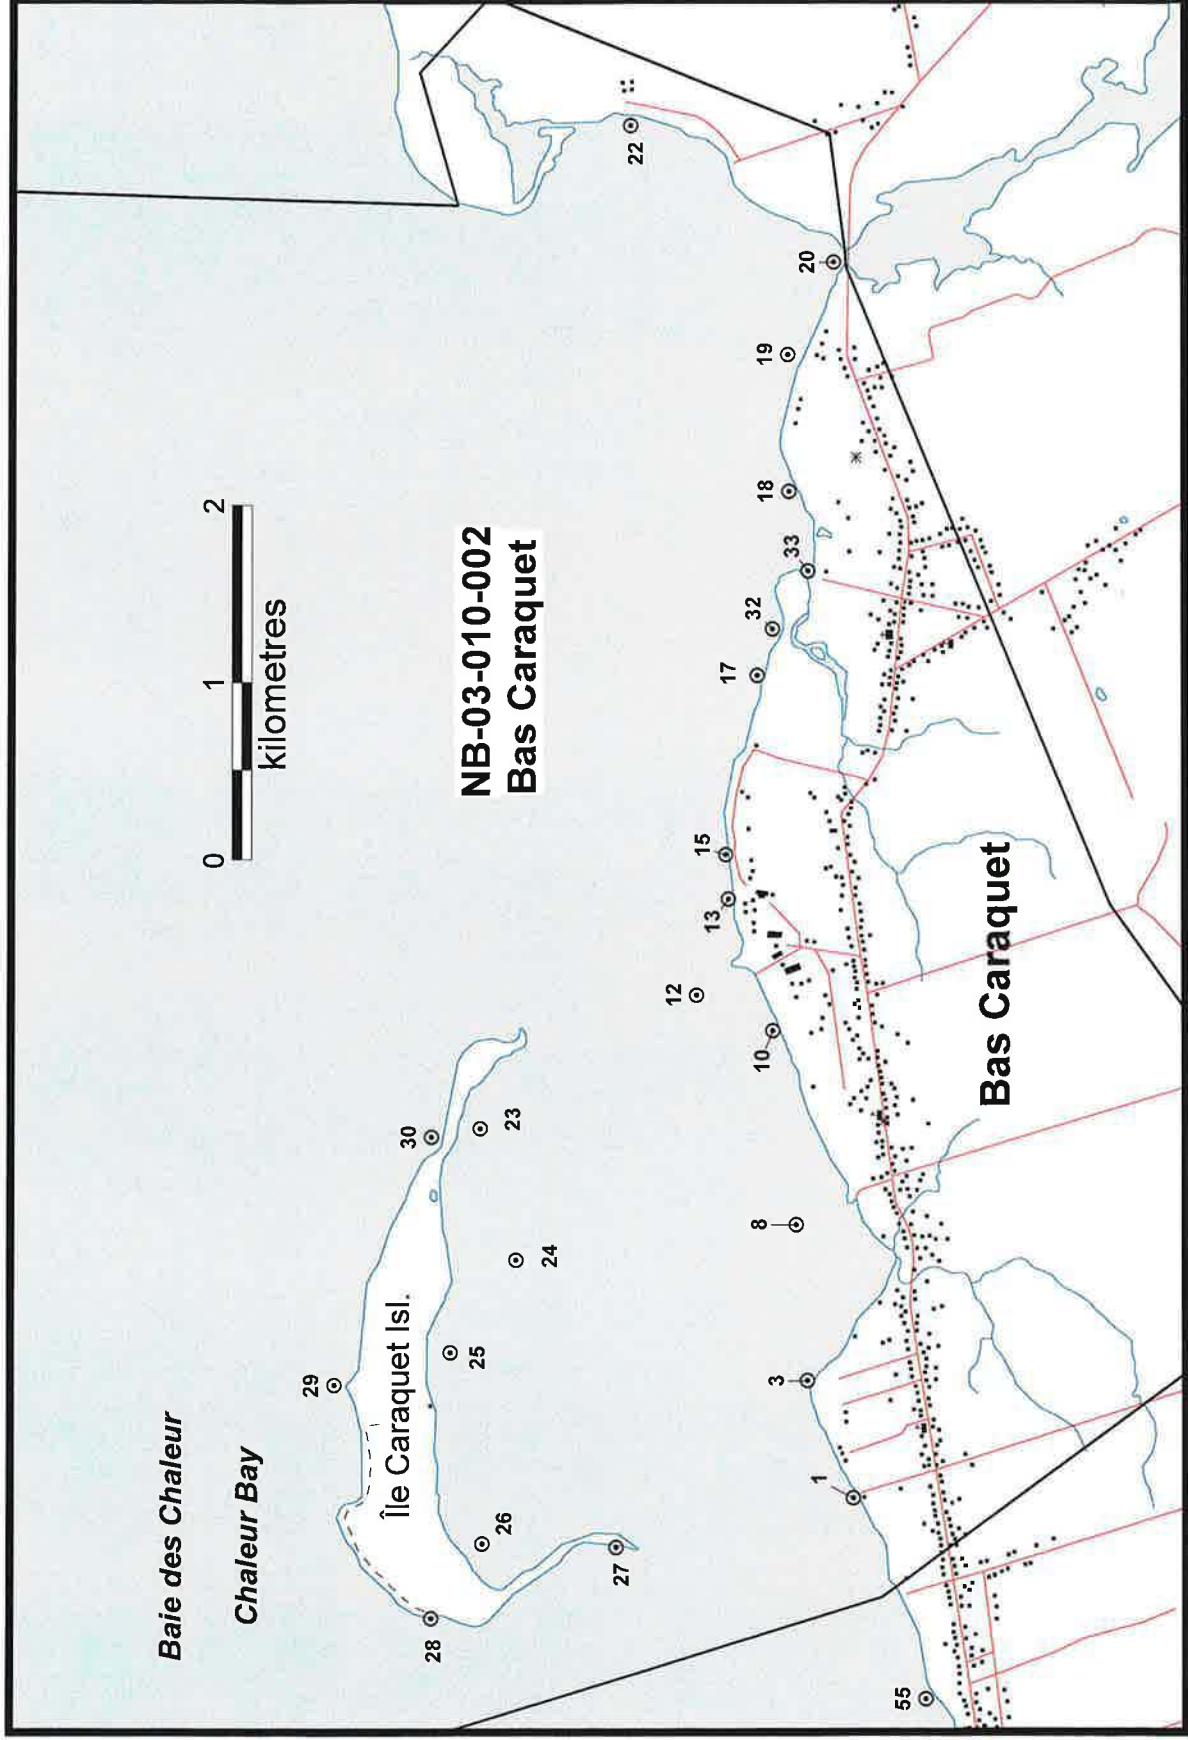 Baie des Chaleur
Chaleur Bay
0 1 2
kilometres
NB-03-010-002
Bas Caraquet
28
29
Île Caraquet Isl.
26
27
25
24
30
23
22
55
1
3
8
10
12
13
15
17
32
33
18
19
20
Bas Caraquet